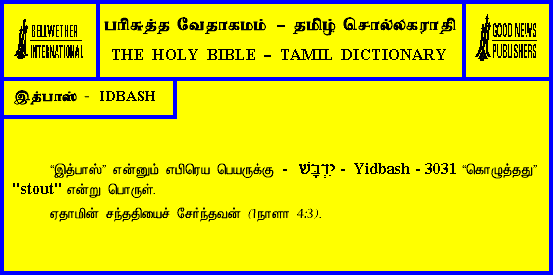 BELLWETHER
INTERNATIONAL
பரிசுத்த வேதாகமம் – தமிழ் சொல்லகராதி
THE HOLY BIBLE – TAMIL DICTIONARY
GOOD NEWS
PUBLISHERS
இத்பாஸ் - IDBASH
“இத்பாஸ்” என்னும் எபிரெய பெயருக்கு - יִדְבָּשׁ - Yidbash - 3031 “கொழுத்தது”
"stout" என்று பொருள்.
ஏதாமின் சந்ததியைச் சேர்ந்தவன் (1நாளா 4:3).